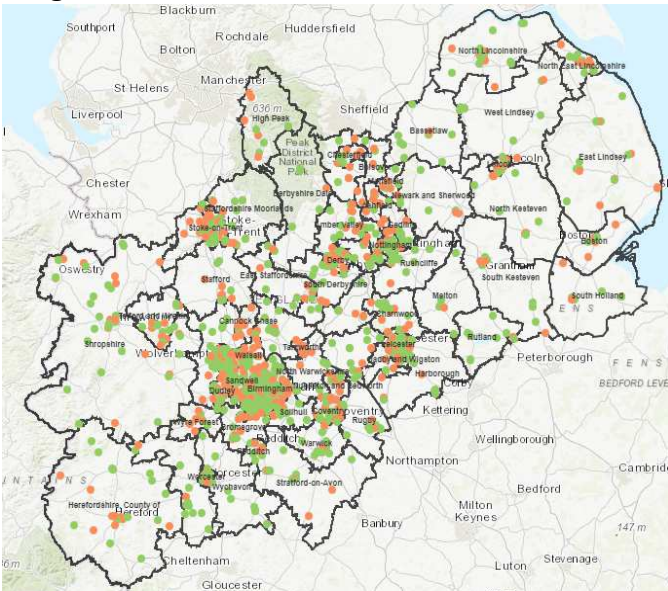 Blackburn
Southport
Rochdale
Huddersfield
Bolton
St Helens
Manchester
Liverpool
636 m
High Peak
Sheffield
North Lincolnshire
North East Lincolnshire
West Lindsey
Bassetlaw
Peak
District
National
Park
Chesterfield
East Lindsey
Chester
Derbyshire Dales
Newark and Sherwood
North Kesteven
Wrexham
Staffordshire Moorlands
Stoke-on-Trent
Amber Valley
Nottingham
Boston
Boston
Oswestry
Derby
Rushcliffe
Grantham
South Kesteven
Stafford
East Staffordshire
South Derbyshire
Melton
South Holland
Cannock Chase
Charnwood
Rutland
Shropshire
Tamworth
Peterborough
Walsall
Oadby and Wigston
FENS
North Warwickshire
Harborough
Corby
BEDFORD LEVE
Sandwell
Birmingham
Dudley
Kettering
Solihull
Coventry
Wyre Forest
Bromsgrove
Rugby
Redditch
Warwick
Wellingborough
Northampton
Cambrid
Worcester
Wychavon
Stratford-on-Avon
Bedford
Herefordshire, County of
Hereford
Milton
Keynes
Banbury
147 m
Stevenage
Cheltenham
Luton
Gloucester